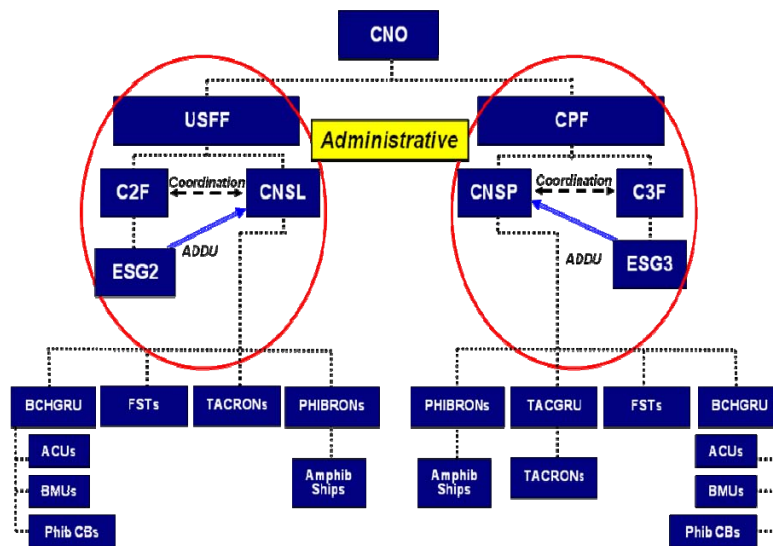 CNO
USFF
CPF
Administrative
C2F
Coordination
CNSL
CNSP
Coordination
C3F
ESG2
ADDU
ADDU
ESG3
BCHGRU
FSTs
TACRONs
PHIBRONs
PHIBRONs
TACGRU
FSTs
BCHGRU
ACUs
BMUs
Phib CBs
Amphib
Ships
Amphib
Ships
TACRONs
ACUs
BMUs
Phib CBs